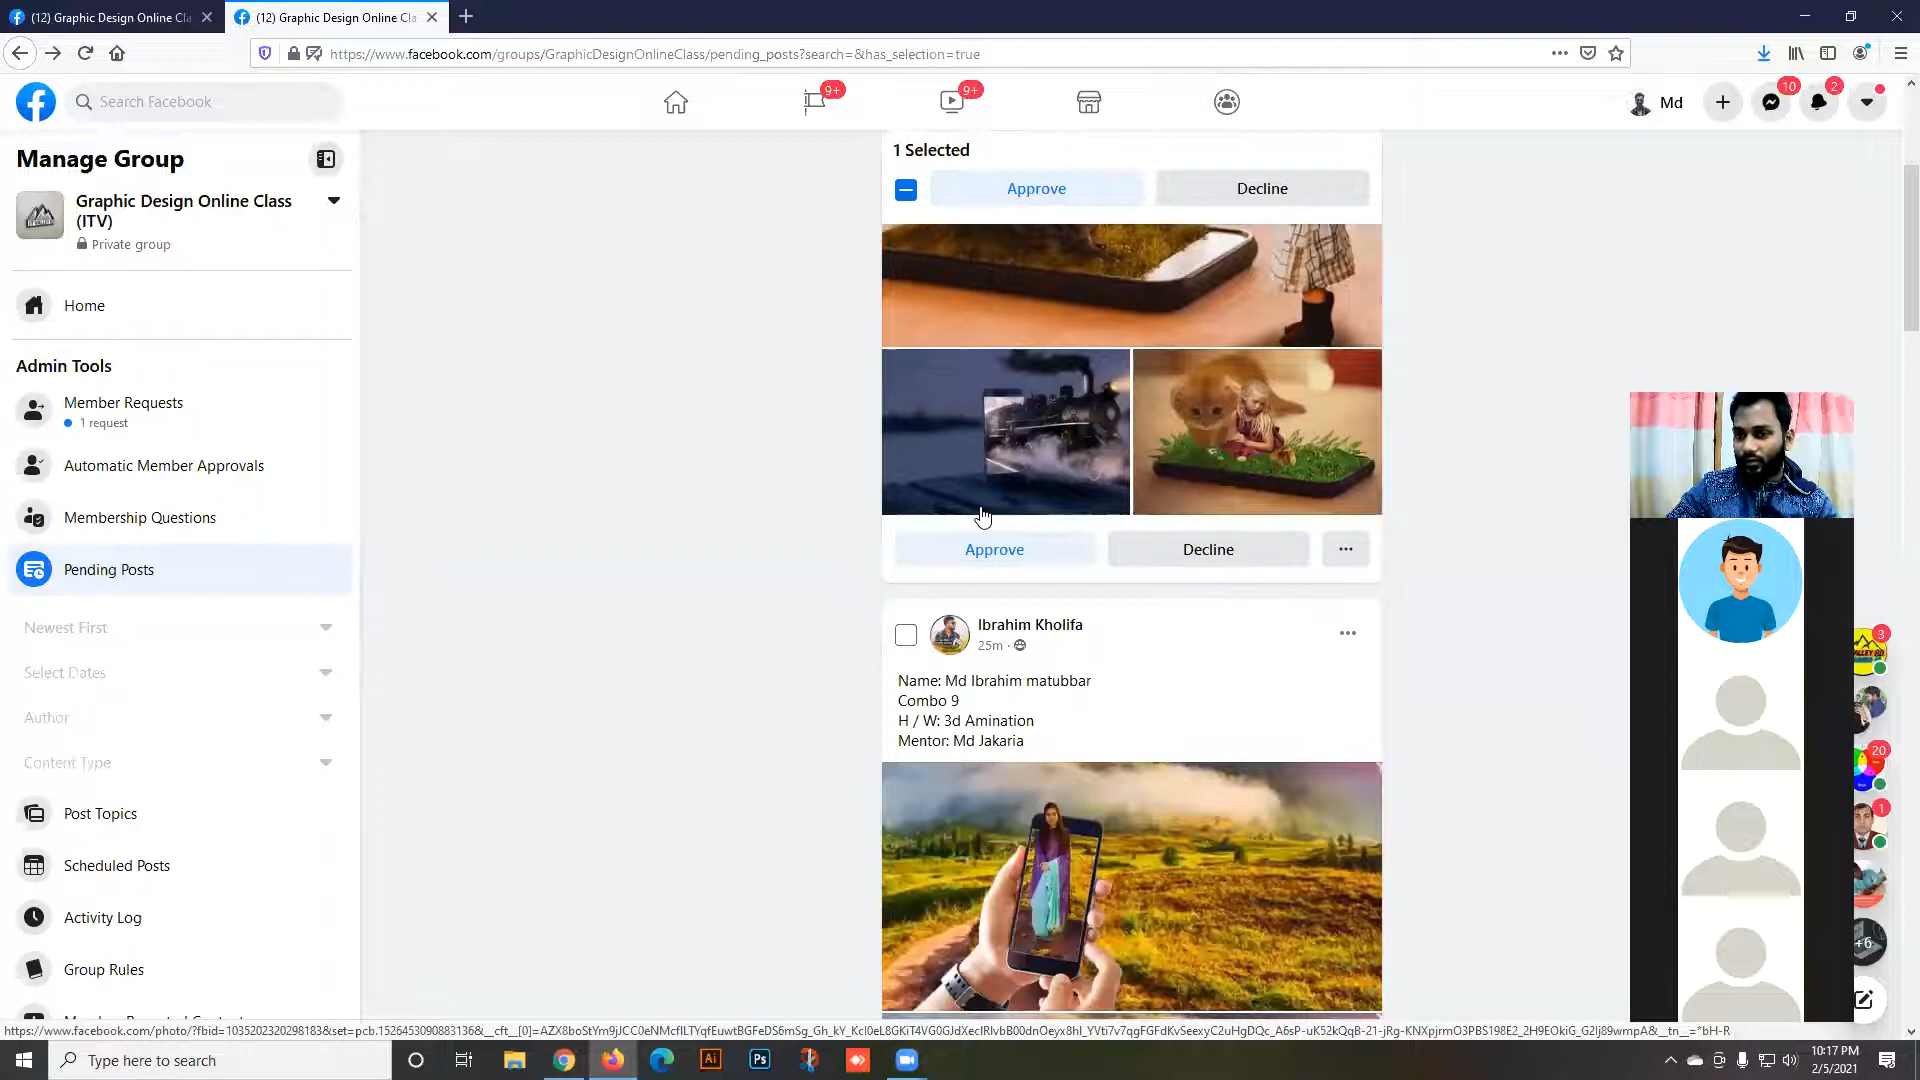 (12) Graphic Design Online Cla
(12) Graphic Design Online Cla
https://www.facebook.com/groups/GraphicDesignOnlineClass/pending_posts?search=&has_selection=true
Search Facebook
9+
9+
Md
10
2
Manage Group
Graphic Design Online Class
(ITV)
Private group
Home
Admin Tools
Member Requests
1 request
Automatic Member Approvals
Membership Questions
Pending Posts
Newest First
Select Dates
Author
Content Type
Post Topics
Scheduled Posts
Activity Log
Group Rules
1 Selected
Approve
Decline
Approve
Decline
Ibrahim Kholifa
25m
Name: Md Ibrahim matubbar
Combo 9
H / W: 3d Amination
Mentor: Md Jakaria
3
20
1
+6
Type here to search
Ai
Ps
10:17 PM
2/5/2021